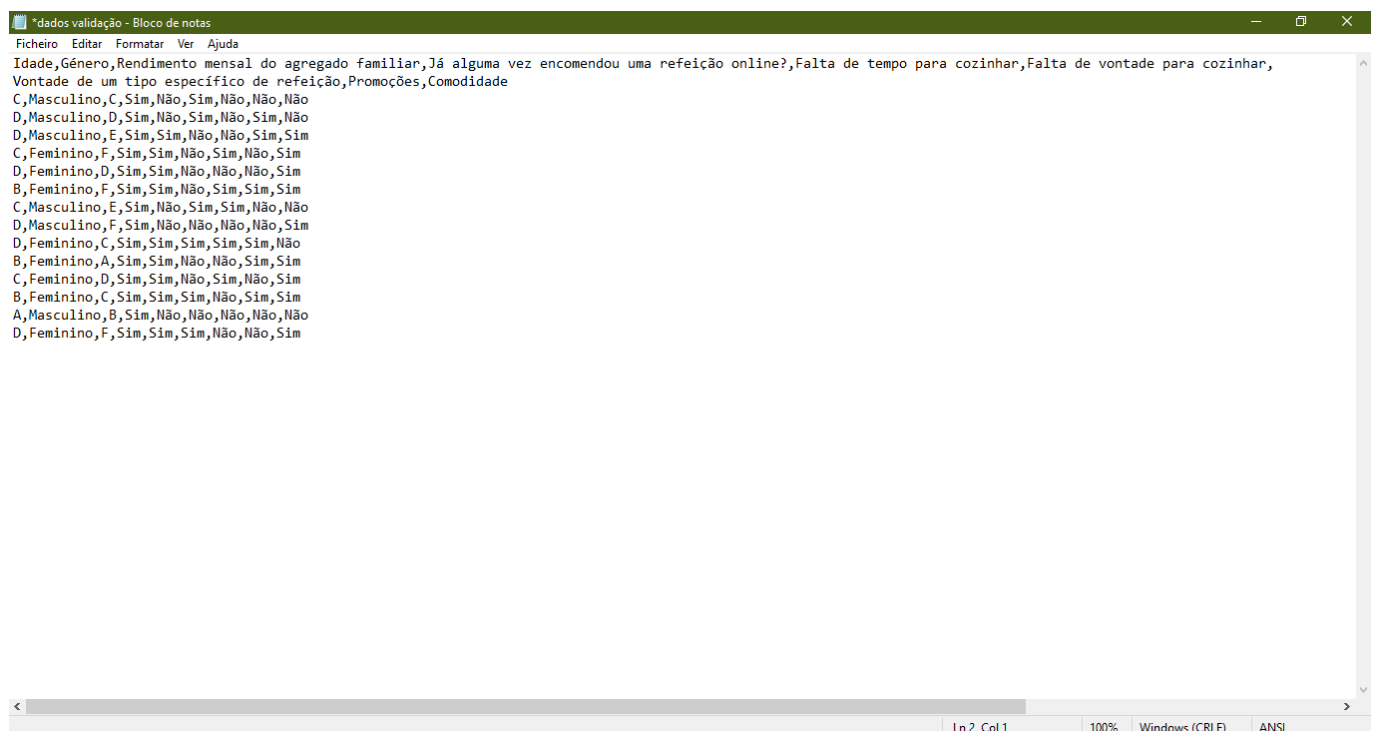 *dados validação - Bloco de notas
Ficheiro Editar Formatar Ver Ajuda
Idade,Género,Rendimento mensal do agregado familiar,Já alguma vez encomendou uma refeição online?,Falta de tempo para cozinhar,Falta de vontade para cozinhar,
Vontade de um tipo específico de refeição,Promoções,Comodidade
C,Masculino,C,Sim,Não,Sim,Não,Não,Não
D,Masculino,D,Sim,Não,Sim,Não,Sim,Não
D,Masculino,E,Sim,Sim,Não,Não,Sim,Sim
C,Feminino,F,Sim,Sim,Não,Sim,Não,Sim
D,Feminino,D,Sim,Sim,Não,Não,Não,Sim
B,Feminino,F,Sim,Sim,Não,Sim,Sim,Sim
C,Masculino,E,Sim,Não,Sim,Sim,Não,Não
D,Masculino,F,Sim,Não,Não,Não,Não,Sim
D,Feminino,C,Sim,Sim,Sim,Sim,Sim,Não
B,Feminino,A,Sim,Sim,Não,Não,Sim,Sim
C,Feminino,D,Sim,Sim,Não,Sim,Não,Sim
B,Feminino,C,Sim,Sim,Sim,Não,Sim,Sim
A,Masculino,B,Sim,Não,Não,Não,Não,Não
D,Feminino,F,Sim,Sim,Sim,Não,Não,Sim
Ln 2, Col 1 100% Windows (CRLF) ANSI